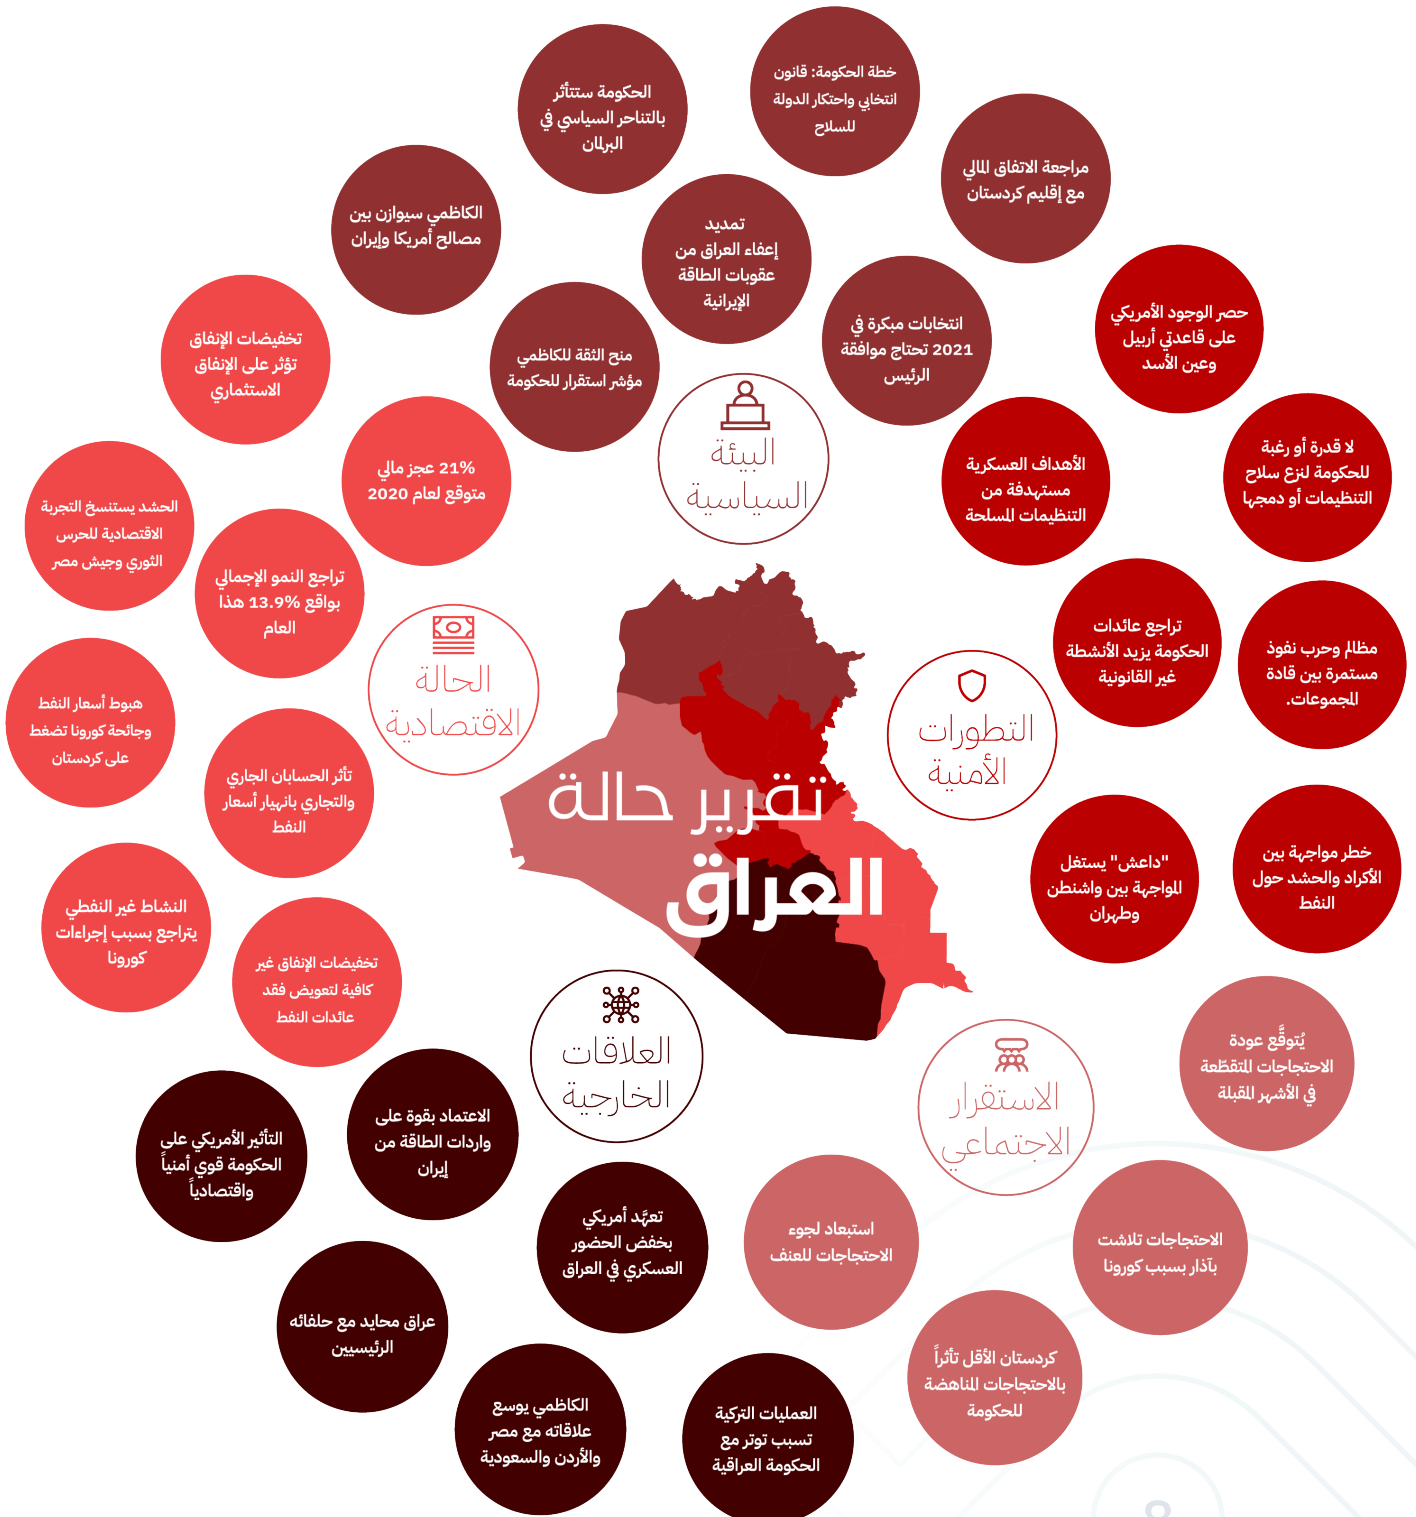 تقرير حالة
العراق
البيئة
السياسية
خطة الحكومة: قانون
انتخابي واحتكار الدولة
للسلاح
الحكومة ستتأثر
بالتناحر السياسي في
البرلمان
مراجعة الاتفاق المالي
مع إقليم كردستان
الكاظمي سيوازن بين
مصالح أمريكا وإيران
تمديد
إعفاء العراق من
عقوبات الطاقة
الإيرانية
انتخابات مبكرة في
2021 تحتاج موافقة
الرئيس
منح الثقة للكاظمي
مؤشر استقرار للحكومة
التطورات
الأمنية
حصر الوجود الأمريكي
على قاعدتي أربيل
وعين الأسد
لا قدرة أو رغبة
للحكومة لنزع سلاح
التنظيمات أو دمجها
الأهداف العسكرية
مستهدفة من
التنظيمات المسلحة
تراجع عائدات
الحكومة يزيد الأنشطة
غير القانونية
مظالم وحرب نفوذ
مستمرة بين قادة
المجموعات.
"داعش" يستغل
المواجهة بين واشنطن
وطهران
خطر مواجهة بين
الأكراد والحشد حول
النفط
الاستقرار
الاجتماعي
يُتوقَّع عودة
الاحتجاجات المتقطّعة
في الأشهر المقبلة
الاحتجاجات تلاشت
بآذار بسبب كورونا
استبعاد لجوء
الاحتجاجات للعنف
كردستان الأقل تأثراً
بالاحتجاجات المناهضة
للحكومة
العلاقات
الخارجية
الاعتماد بقوة على
واردات الطاقة من
إيران
التأثير الأمريكي على
الحكومة قوي أمنياً
واقتصادياً
تعهَّد أمريكي
بخفض الحضور
العسكري في العراق
عراق محايد مع حلفائه
الرئيسيين
الكاظمي يوسع
علاقاته مع مصر
والأردن والسعودية
العمليات التركية
تسبب توتر مع
الحكومة العراقية
الحالة
الاقتصادية
تخفيضات الإنفاق
تؤثر على الإنفاق
الاستثماري
21% عجز مالي
متوقع لعام 2020
الحشد يستنسخ التجربة
الاقتصادية للحرس
الثوري وجيش مصر
تراجع النمو الإجمالي
بواقع 13.9% هذا
العام
هبوط أسعار النفط
وجائحة كورونا تضغط
على كردستان
تأثر الحسابان الجاري
والتجاري بانهيار أسعار
النفط
النشاط غير النفطي
يتراجع بسبب إجراءات
كورونا
تخفيضات الإنفاق غير
كافية لتعويض فقد
عائدات النفط